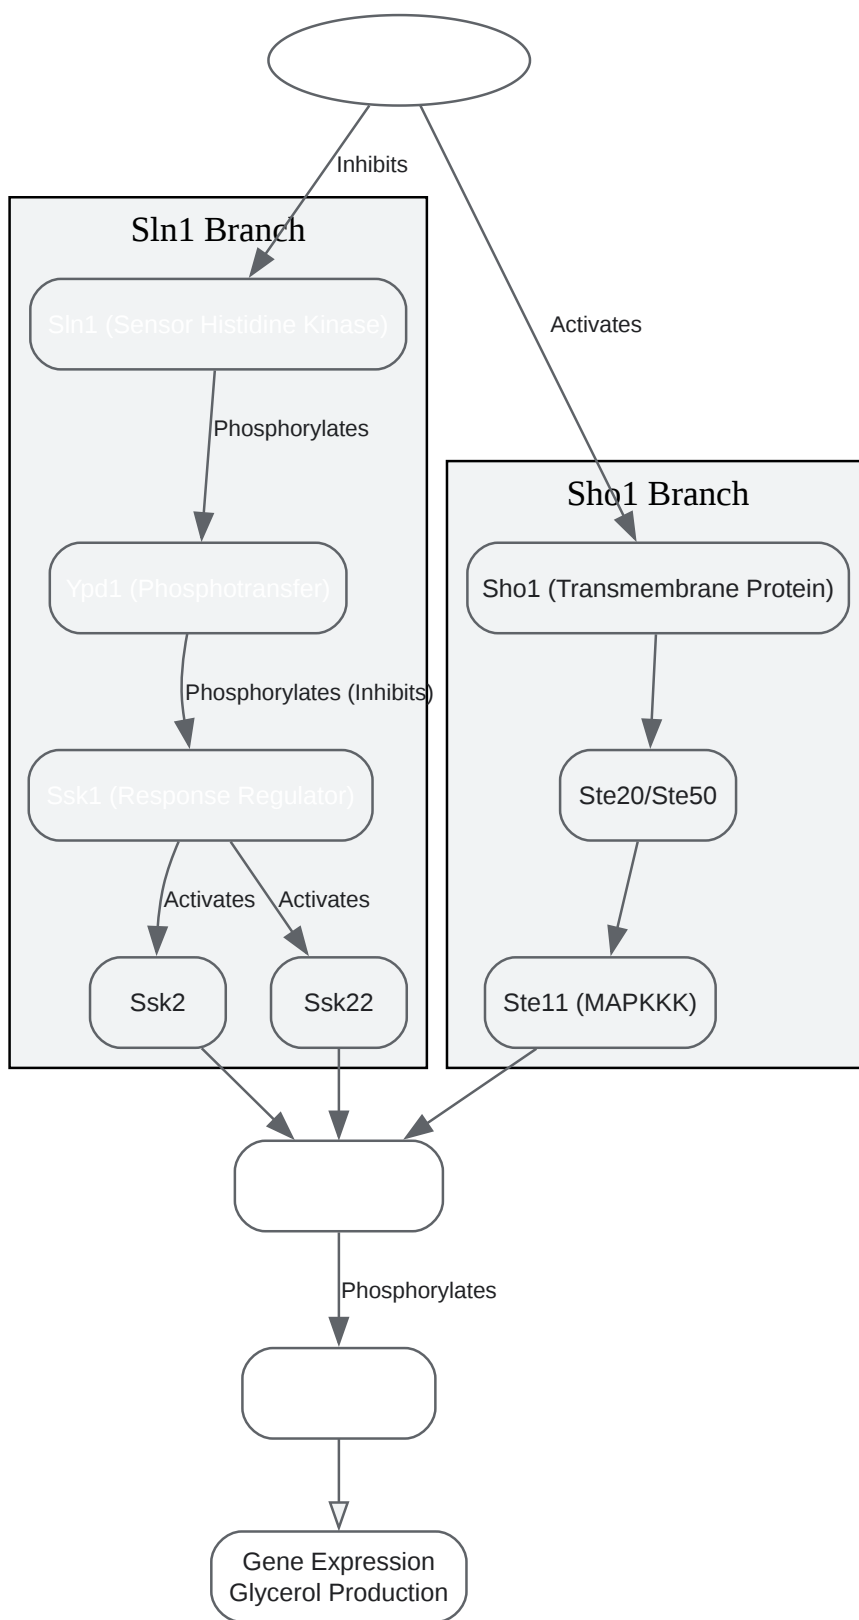 Inhibits
Sln1 Branch
Sln1 (Sensor Histidine Kinase)
Activates
Phosphorylates
Sho1 Branch
Ypd1 (Phosphotransfer)
Sho1 (Transmembrane Protein)
Phosphorylates (Inhibits)
Ssk1 (Response Regulator)
Ste20/Ste50
Activates
Activates
Ssk2
Ssk22
Ste11 (MAPKKK)
Phosphorylates
Gene Expression
Glycerol Production